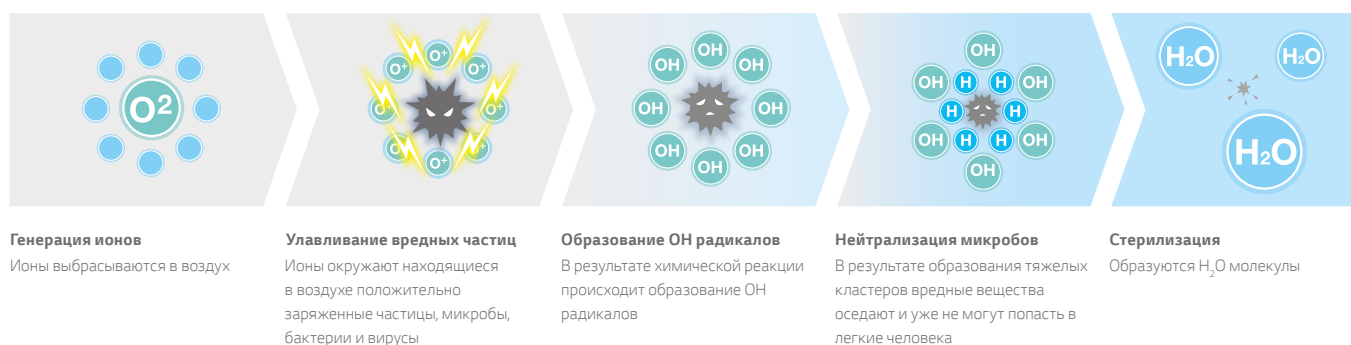 O²
O⁺
O⁺
O⁺
O⁺
O⁺
O⁺
O⁺
O⁺
OH
OH
OH
OH
OH
OH
OH
OH
OH
OH
H
H
OH
H
H
OH
H
H
OH
OH
H₂O
H₂O
H₂O
Генерация ионов
Ионы выбрасываются в воздух
Улавливание вредных частиц
Ионы окружают находящиеся
в воздухе положительно
заряженные частицы, микробы,
бактерии и вирусы
Образование ОН радикалов
В результате химической реакции
происходит образование ОН
радикалов
Нейтрализация микробов
В результате образования тяжелых
кластеров вредные вещества
оседают и уже не могут попасть в
легкие человека
Стерилизация
Образуются H₂O молекулы